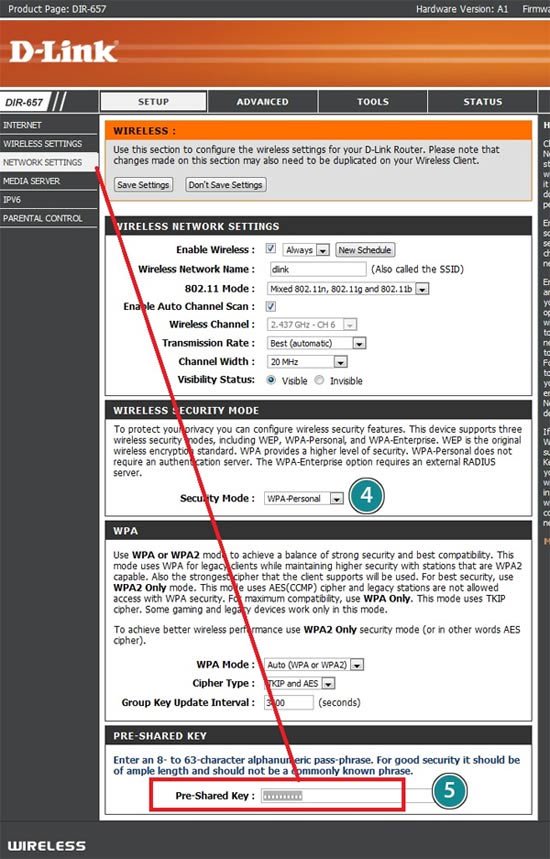 Product Page: DIR-657
Hardware Version: A1 Firmw
D-Link
DIR-657
SETUP ADVANCED TOOLS STATUS
INTERNET
WIRELESS SETTINGS
NETWORK SETTINGS
MEDIA SERVER
IPV6
PARENTAL CONTROL
WIRELESS :
Use this section to configure the wireless settings for your D-Link Router. Please note that
changes made on this section may also need to be duplicated on your Wireless Client.
Save Settings Don't Save Settings
WIRELESS NETWORK SETTINGS
Enable Wireless : Always New Schedule
Wireless Network Name : dlink (Also called the SSID)
802.11 Mode : Mixed 802.11n, 802.11g and 802.11b
Enable Auto Channel Scan :
Wireless Channel : 2.437 GHz - CH 6
Transmission Rate : Best (automatic)
Channel Width : 20 MHz
Visibility Status: Visible Invisible
WIRELESS SECURITY MODE
To protect your privacy you can configure wireless security features. This device supports three
wireless security modes, including WEP, WPA-Personal, and WPA-Enterprise. WEP is the original
wireless encryption standard. WPA provides a higher level of security. WPA-Personal does not
require an authentication server. The WPA-Enterprise option requires an external RADIUS
server.
Security Mode : WPA-Personal 4
WPA
Use WPA or WPA2 mode to achieve a balance of strong security and best compatibility. This
mode uses WPA for legacy clients while maintaining higher security with stations that are WPA2
capable. Also the strongest cipher that the client supports will be used. For best security, use
WPA2 Only mode. This mode uses AES(CCMP) cipher and legacy stations are not allowed
access with WPA security. For maximum compatibility, use WPA Only. This mode uses TKIP
cipher. Some gaming and legacy devices work only in this mode.
To achieve better wireless performance use WPA2 Only security mode (or in other words AES
cipher).
WPA Mode : Auto (WPA or WPA2)
Cipher Type : TKIP and AES
Group Key Update Interval : 3600 (seconds)
PRE-SHARED KEY
Enter an 8- to 63-character alphanumeric pass-phrase. For good security it should be
of ample length and should not be a commonly known phrase.
Pre-Shared Key : 5
WIRELESS